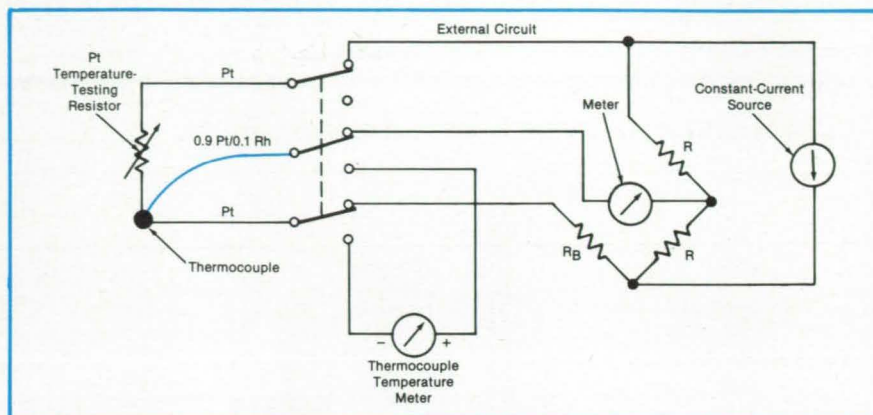 External Circuit
Pt
Temperature-
Testing
Resistor
Pt
0.9 Pt/0.1 Rh
Pt
Thermocouple
Meter
Constant-Current
Source
R
R
RB
- +
Thermocouple
Temperature
Meter